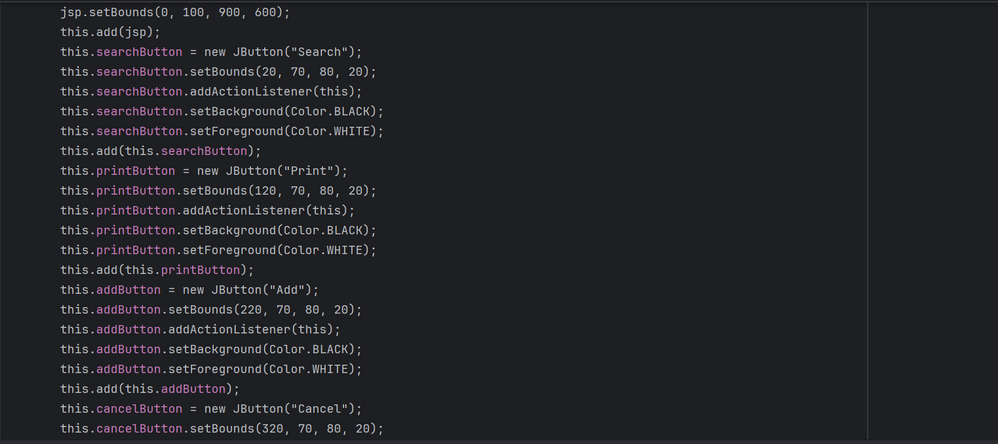 jsp.setBounds(0, 100, 900, 600);
this.add(jsp);
this.searchButton = new JButton("Search");
this.searchButton.setBounds(20, 70, 80, 20);
this.searchButton.addActionListener(this);
this.searchButton.setBackground(Color.BLACK);
this.searchButton.setForeground(Color.WHITE);
this.add(this.searchButton);
this.printButton = new JButton("Print");
this.printButton.setBounds(120, 70, 80, 20);
this.printButton.addActionListener(this);
this.printButton.setBackground(Color.BLACK);
this.printButton.setForeground(Color.WHITE);
this.add(this.printButton);
this.addButton = new JButton("Add");
this.addButton.setBounds(220, 70, 80, 20);
this.addButton.addActionListener(this);
this.addButton.setBackground(Color.BLACK);
this.addButton.setForeground(Color.WHITE);
this.add(this.addButton);
this.cancelButton = new JButton("Cancel");
this.cancelButton.setBounds(320, 70, 80, 20);